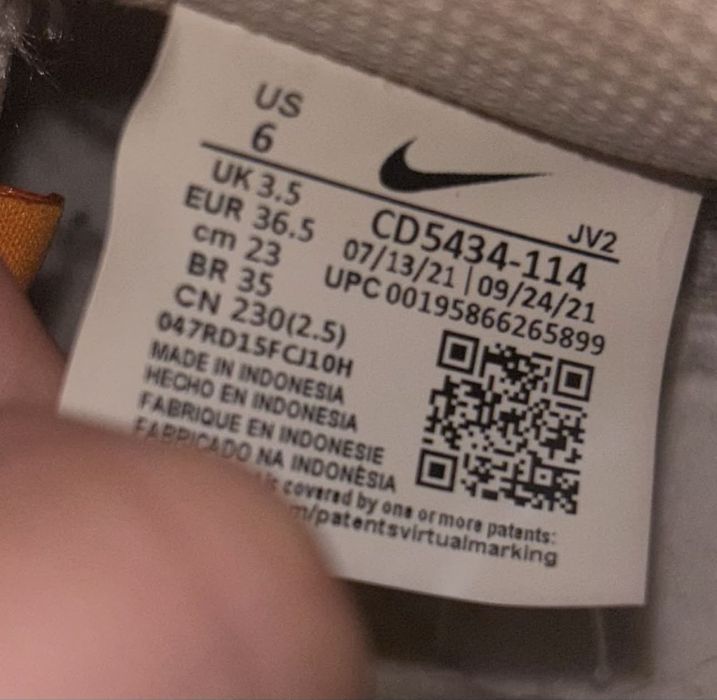 US
6
UK 3.5
EUR 36.5
cm 23
BR 35
CN 230(2.5)
047RD15FCJ10H
MADE IN INDONESIA
HECHO EN INDONESIA
FABRIQUE EN INDONESIE
FABRICADO NA INDONÈSIA
JV2
CD5434-114
07/13/21 | 09/24/21
UPC 00195866265899
is covered by one or more patents:
/patentsvirtualmarking